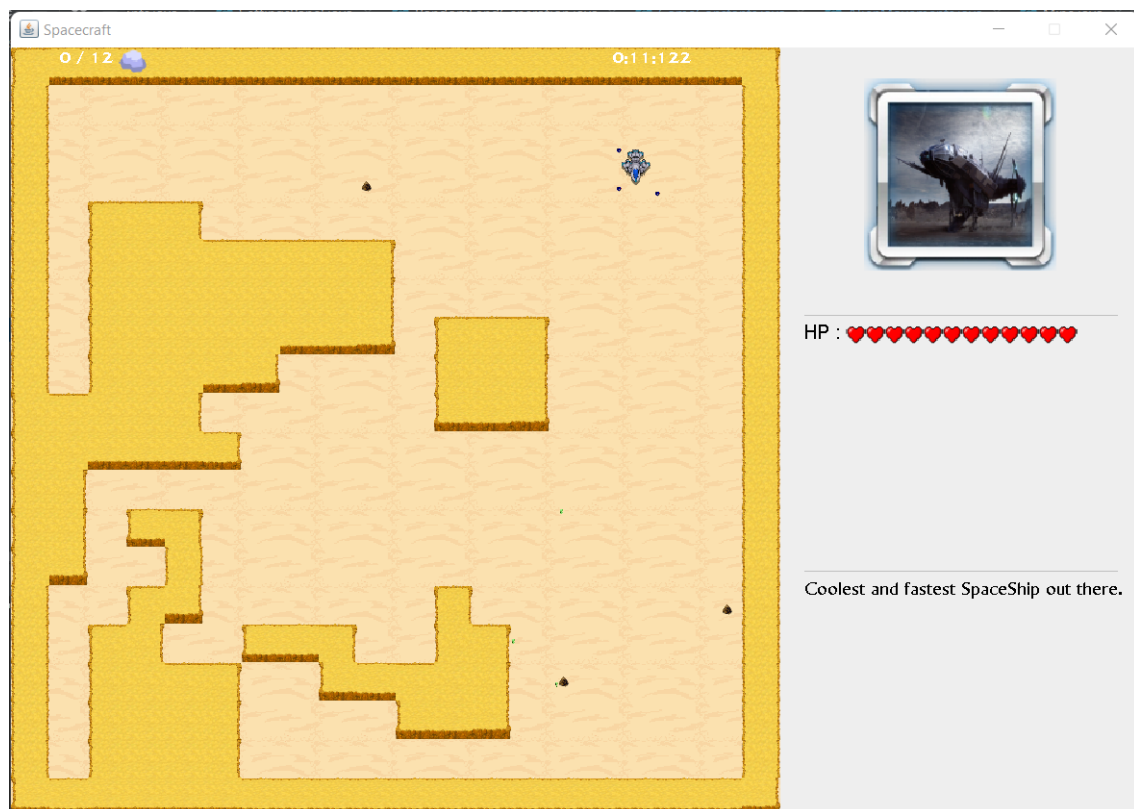 Spacecraft
0 / 12
0:11:122
HP :
Coolest and fastest SpaceShip out there.